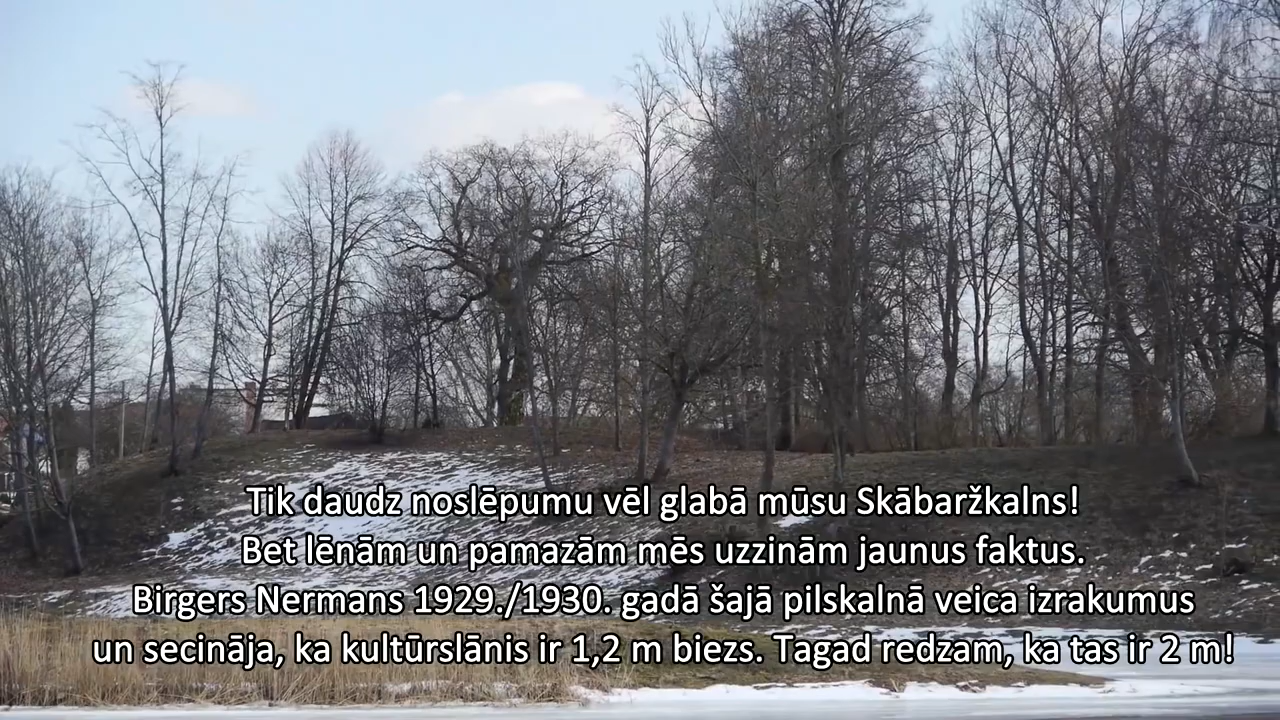 Tik daudz noslēpumu vēl glabā mūsu Skābaržkalns!
Bet lēnām un pamazām mēs uzzinām jaunus faktus.
Birgers Nermans 1929./1930. gadā šajā pilskalnā veica izrakumus
un secināja, ka kultūrslānis ir 1,2 m biezs. Tagad redzam, ka tas ir 2 m!